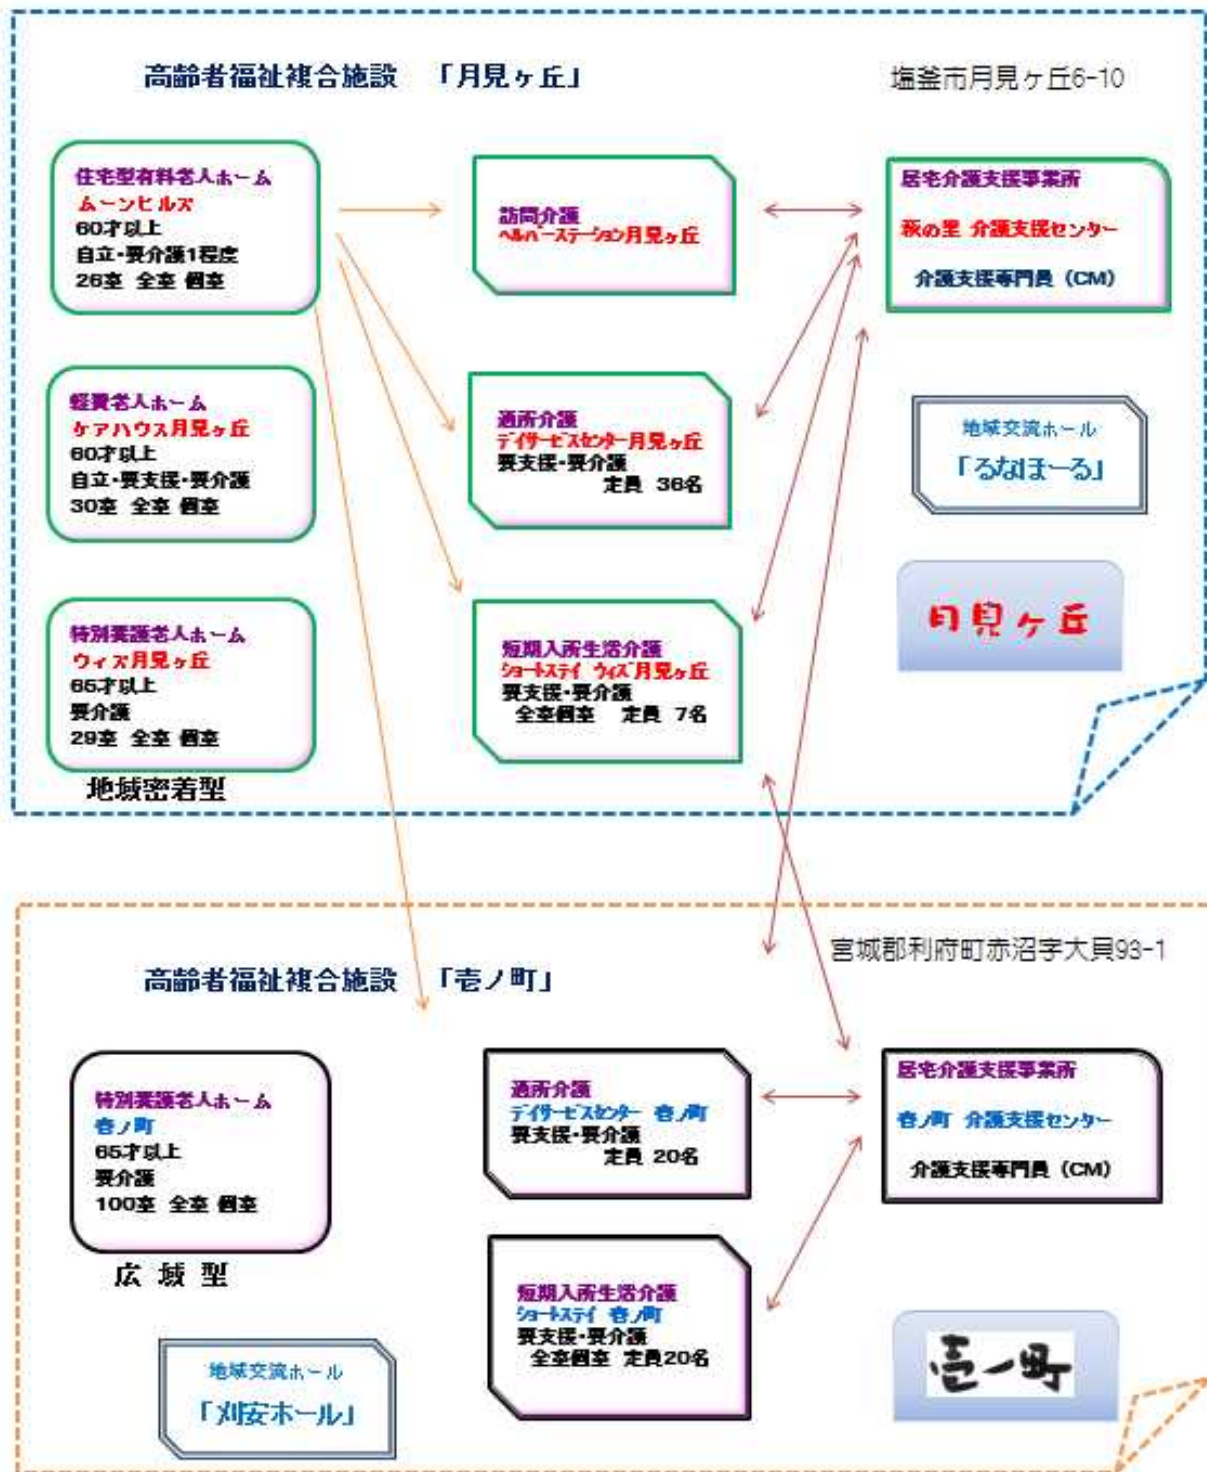 高齢者福祉複合施設 「月見ヶ丘」
塩釜市月見ヶ丘6-10
住宅型有料老人ホーム
ムーンヒルズ
60才以上
自立・要介護1程度
26室 全室 個室
訪問介護
ヘルパーステーション月見ヶ丘
居宅介護支援事業所
萩の里 介護支援センター
介護支援専門員（CM）
軽費老人ホーム
ケアハウス月見ヶ丘
60才以上
自立・要支援・要介護
30室 全室 個室
通所介護
デイサービスセンター月見ヶ丘
要支援・要介護
定員 36名
地域交流ホール
「るなほーる」
月見ヶ丘
特別養護老人ホーム
ウィズ月見ヶ丘
65才以上
要介護
29室 全室 個室
地域密着型
短期入所生活介護
ショートステイ ウィズ月見ヶ丘
要支援・要介護
全室個室 定員 7名
宮城郡利府町赤沼字大貝93-1
高齢者福祉複合施設 「壱ノ町」
特別養護老人ホーム
壱ノ町
65才以上
要介護
100室 全室 個室
広 域 型
通所介護
デイサービスセンター 壱ノ町
要支援・要介護
定員 20名
居宅介護支援事業所
壱ノ町 介護支援センター
介護支援専門員（CM）
短期入所生活介護
ショートステイ 壱ノ町
要支援・要介護
全室個室 定員20名
地域交流ホール
「刈安ホール」
壱ノ町